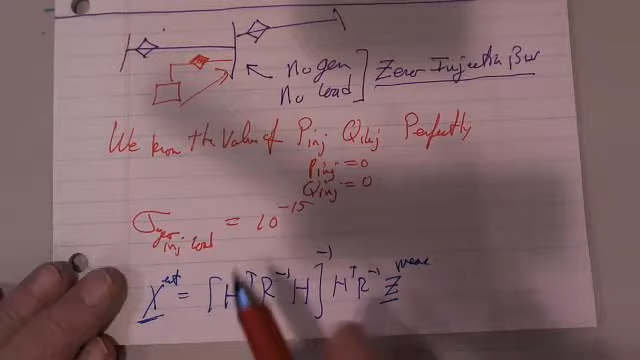 No gen
No load ] Zero Injection Bus
We know the value of Pinj Qinj Perfectly
Pinj = 0
Qinj = 0
σzero inj load = 10^-15
X^est = [H^T R^-1 H]^-1 H^T R^-1 Z^meas